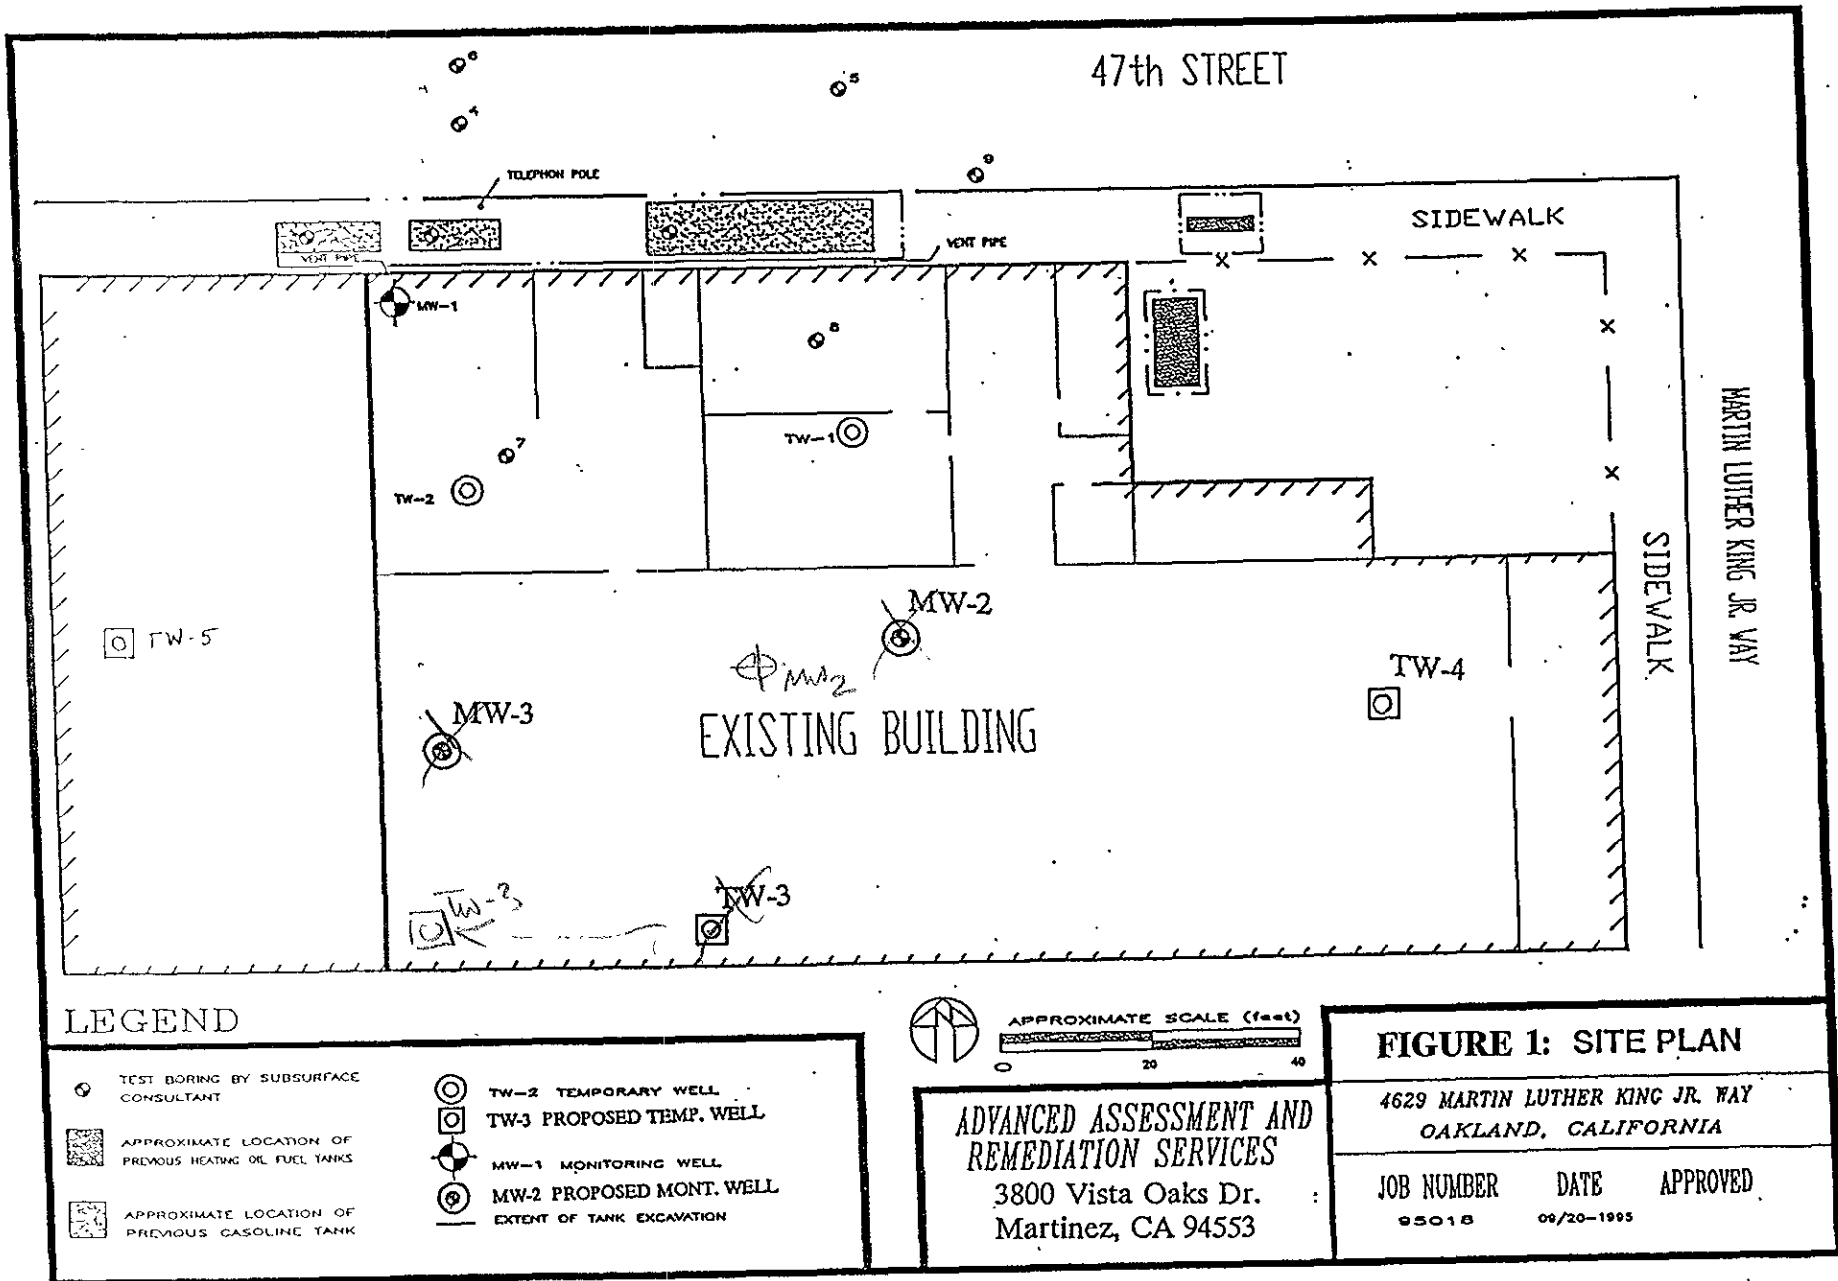 6
5
47th STREET
4
9
TELEPHON POLE
SIDEWALK
VENT PIPE
VENT PIPE
MW-1
8
TW-1
7
TW-2
MARTIN LUTHER KING JR. WAY
SIDEWALK
MW-2
TW-5
MW-2
TW-4
MW-3
EXISTING BUILDING
TW-3
TW-3
LEGEND
TEST BORING BY SUBSURFACE
CONSULTANT
APPROXIMATE LOCATION OF
PREVIOUS HEATING OIL FUEL TANKS
APPROXIMATE LOCATION OF
PREVIOUS GASOLINE TANK
TW-2 TEMPORARY WELL
TW-3 PROPOSED TEMP. WELL
MW-1 MONITORING WELL
MW-2 PROPOSED MONT. WELL
EXTENT OF TANK EXCAVATION
N
APPROXIMATE SCALE (feet)
0 20 40
ADVANCED ASSESSMENT AND
REMEDIATION SERVICES
3800 Vista Oaks Dr.
Martinez, CA 94553
FIGURE 1: SITE PLAN
4629 MARTIN LUTHER KING JR. WAY
OAKLAND, CALIFORNIA
JOB NUMBER DATE APPROVED
95018 09/20-1995